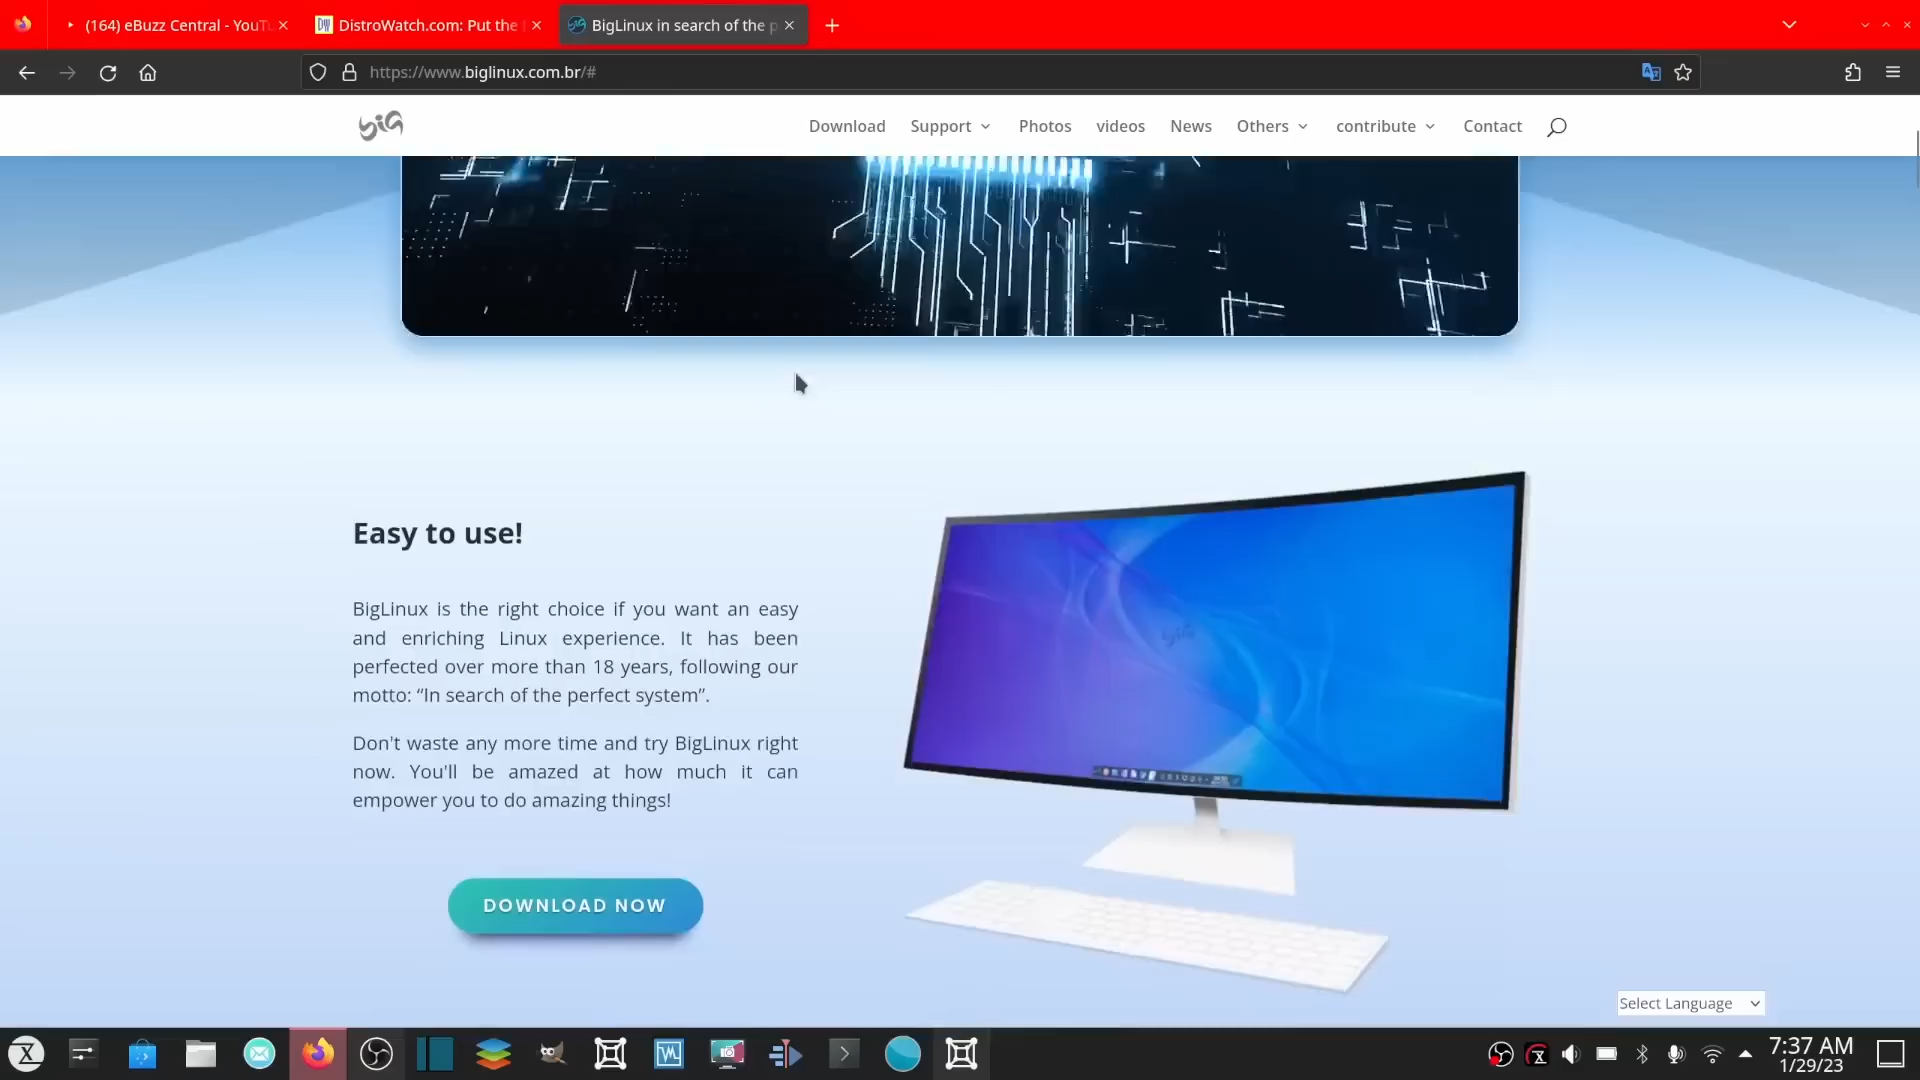 (164) eBuzz Central - YouTu
DistroWatch.com: Put the
BigLinux in search of the p
https://www.biglinux.com.br/#
big
Download
Support
Photos
videos
News
Others
contribute
Contact
Easy to use!
BigLinux is the right choice if you want an easy
and enriching Linux experience. It has been
perfected over more than 18 years, following our
motto: “In search of the perfect system”.
Don't waste any more time and try BigLinux right
now. You'll be amazed at how much it can
empower you to do amazing things!
DOWNLOAD NOW
Select Language
7:37 AM
1/29/23